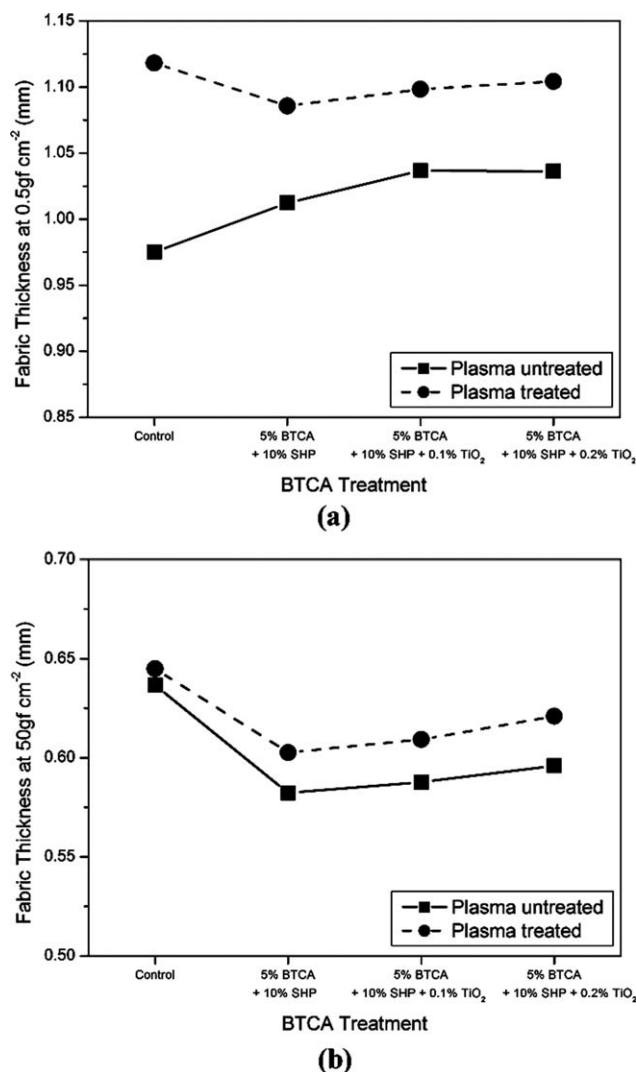 1.15
1.10
1.05
1.00
0.95
0.90
0.85
Fabric Thickness at 0.5gf cm⁻² (mm)
Plasma untreated
Plasma treated
Control
5% BTCA
+ 10% SHP
5% BTCA
+ 10% SHP + 0.1% TiO₂
5% BTCA
+ 10% SHP + 0.2% TiO₂
BTCA Treatment
(a)
0.70
0.65
0.60
0.55
0.50
Fabric Thickness at 50gf cm⁻² (mm)
Plasma untreated
Plasma treated
Control
5% BTCA
+ 10% SHP
5% BTCA
+ 10% SHP + 0.1% TiO₂
5% BTCA
+ 10% SHP + 0.2% TiO₂
BTCA Treatment
(b)